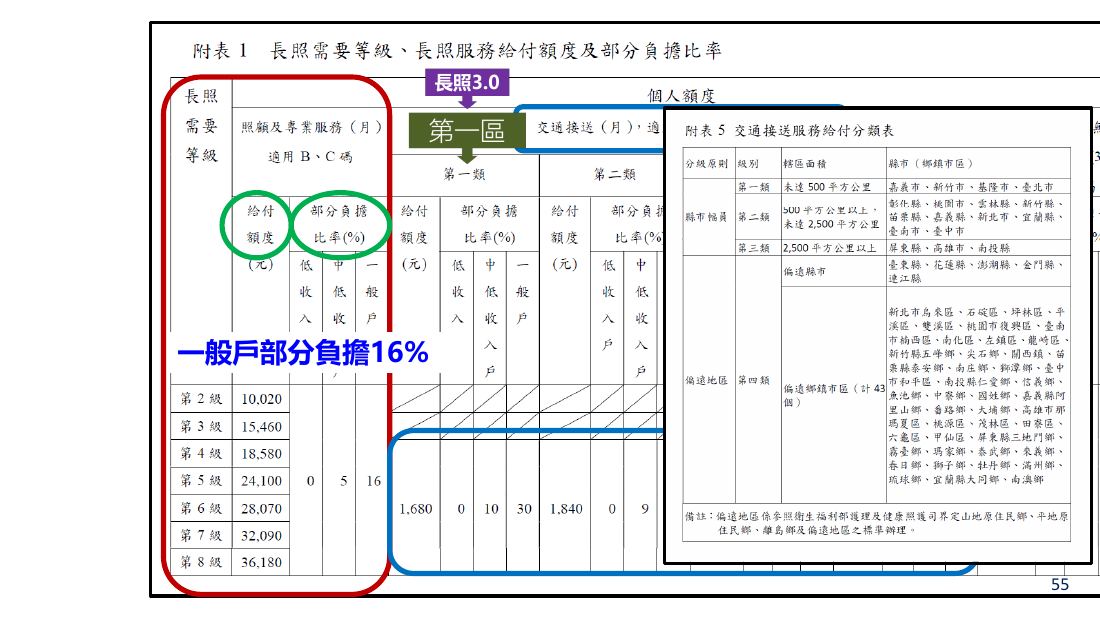 附表 1　長照需要等級、長照服務給付額度及部分負擔比率
長照3.0
第一區
長照
需要
等級
個人額度
照顧及專業服務（月）
適用 B、C 碼
交通接送（月），適
第一類
第二類
給付
額度
(元)
部分負擔
比率(%)
給付
額度
(元)
部分負擔
比率(%)
給付
額度
(元)
部分負擔
比率(%)
低收入
中低收
一般戶
低收入戶
中低收入戶
一般戶
低收入戶
中低收入戶
一般戶部分負擔16%
第 2 級 10,020
第 3 級 15,460
第 4 級 18,580
第 5 級 24,100 0 5 16
第 6 級 28,070 1,680 0 10 30 1,840 0 9
第 7 級 32,090
第 8 級 36,180
附表 5 交通接送服務給付分類表
分級原則 級別 轄區面積 縣市（鄉鎮市區）
縣市幅員
第一類 未達 500 平方公里 嘉義市、新竹市、基隆市、臺北市
第二類
500 平方公里以上，
未達 2,500 平方公里
彰化縣、桃園市、雲林縣、新竹縣、
苗栗縣、嘉義縣、新北市、宜蘭縣、
臺南市、臺中市
第三類 2,500 平方公里以上 屏東縣、高雄市、南投縣
偏遠地區 第四類
偏遠縣市
臺東縣、花蓮縣、澎湖縣、金門縣、
連江縣
偏遠鄉鎮市區（計 43
個）
新北市烏來區、石碇區、坪林區、平
溪區、雙溪區、桃園市復興區、臺南
市楠西區、南化區、左鎮區、龍崎區、
新竹縣五峰鄉、尖石鄉、關西鎮、苗
栗縣泰安鄉、南庄鄉、獅潭鄉、臺中
市和平區、南投縣仁愛鄉、信義鄉、
魚池鄉、中寮鄉、國姓鄉、嘉義縣阿
里山鄉、番路鄉、大埔鄉、高雄市那
瑪夏區、桃源區、茂林區、田寮區、
六龜區、甲仙區、屏東縣三地門鄉、
霧臺鄉、瑪家鄉、泰武鄉、來義鄉、
春日鄉、獅子鄉、牡丹鄉、滿州鄉、
琉球鄉、宜蘭縣大同鄉、南澳鄉
備註：偏遠地區係參照衛生福利部護理及健康照護司界定山地原住民鄉、平地原
住民鄉、離島鄉及偏遠地區之標準辦理。
55